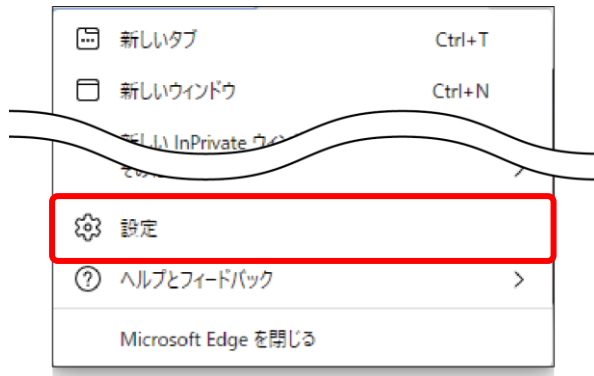 新しいタブ Ctrl+T
新しいウィンドウ Ctrl+N
新しい InPrivate
設定
ヘルプとフィードバック
Microsoft Edge を閉じる